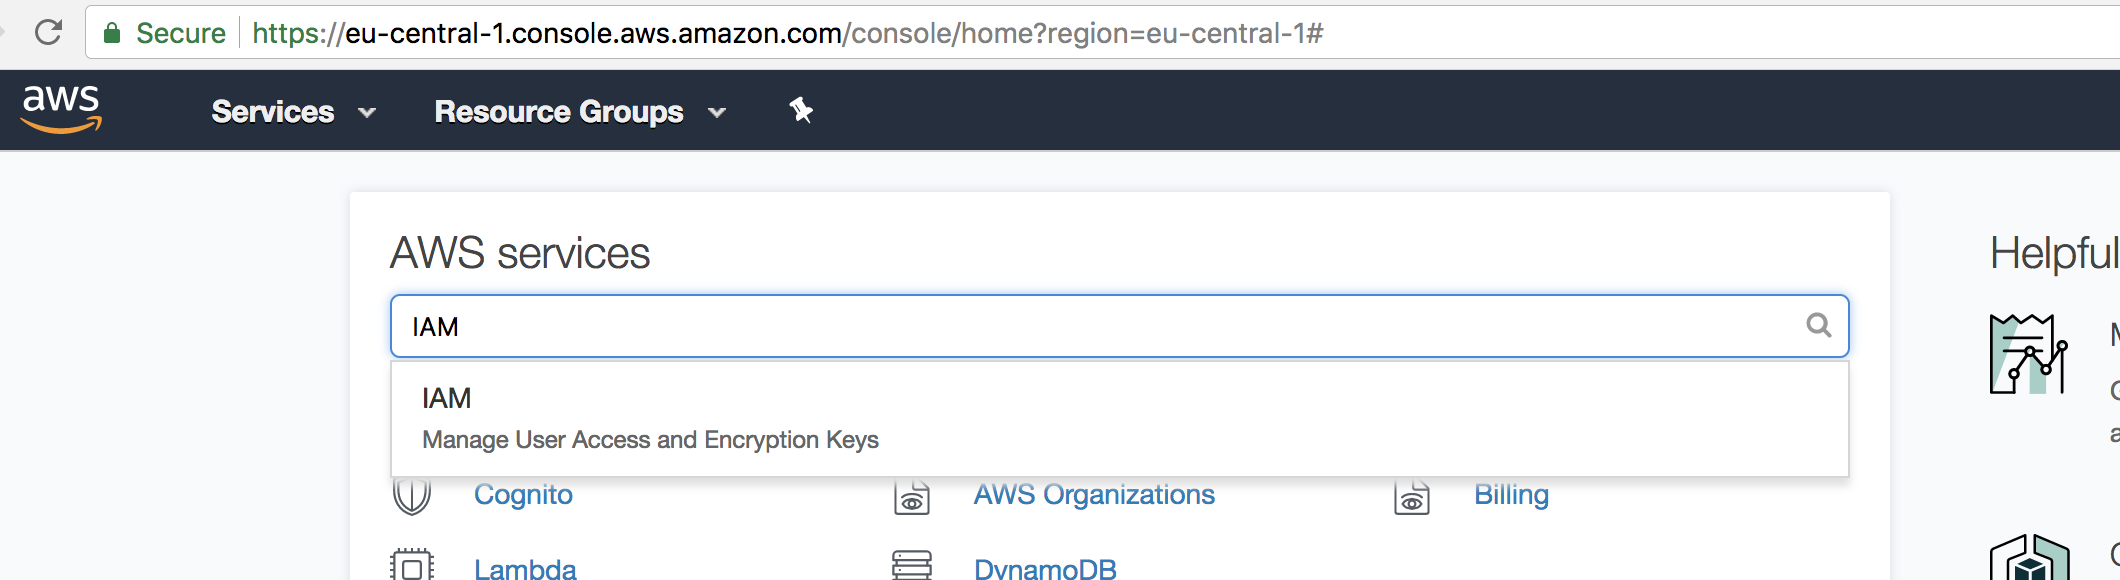 Secure https://eu-central-1.console.aws.amazon.com/console/home?region=eu-central-1#
aws Services Resource Groups
AWS services
Helpful
IAM
IAM
Manage User Access and Encryption Keys
Cognito AWS Organizations Billing
Lambda DynamoDB